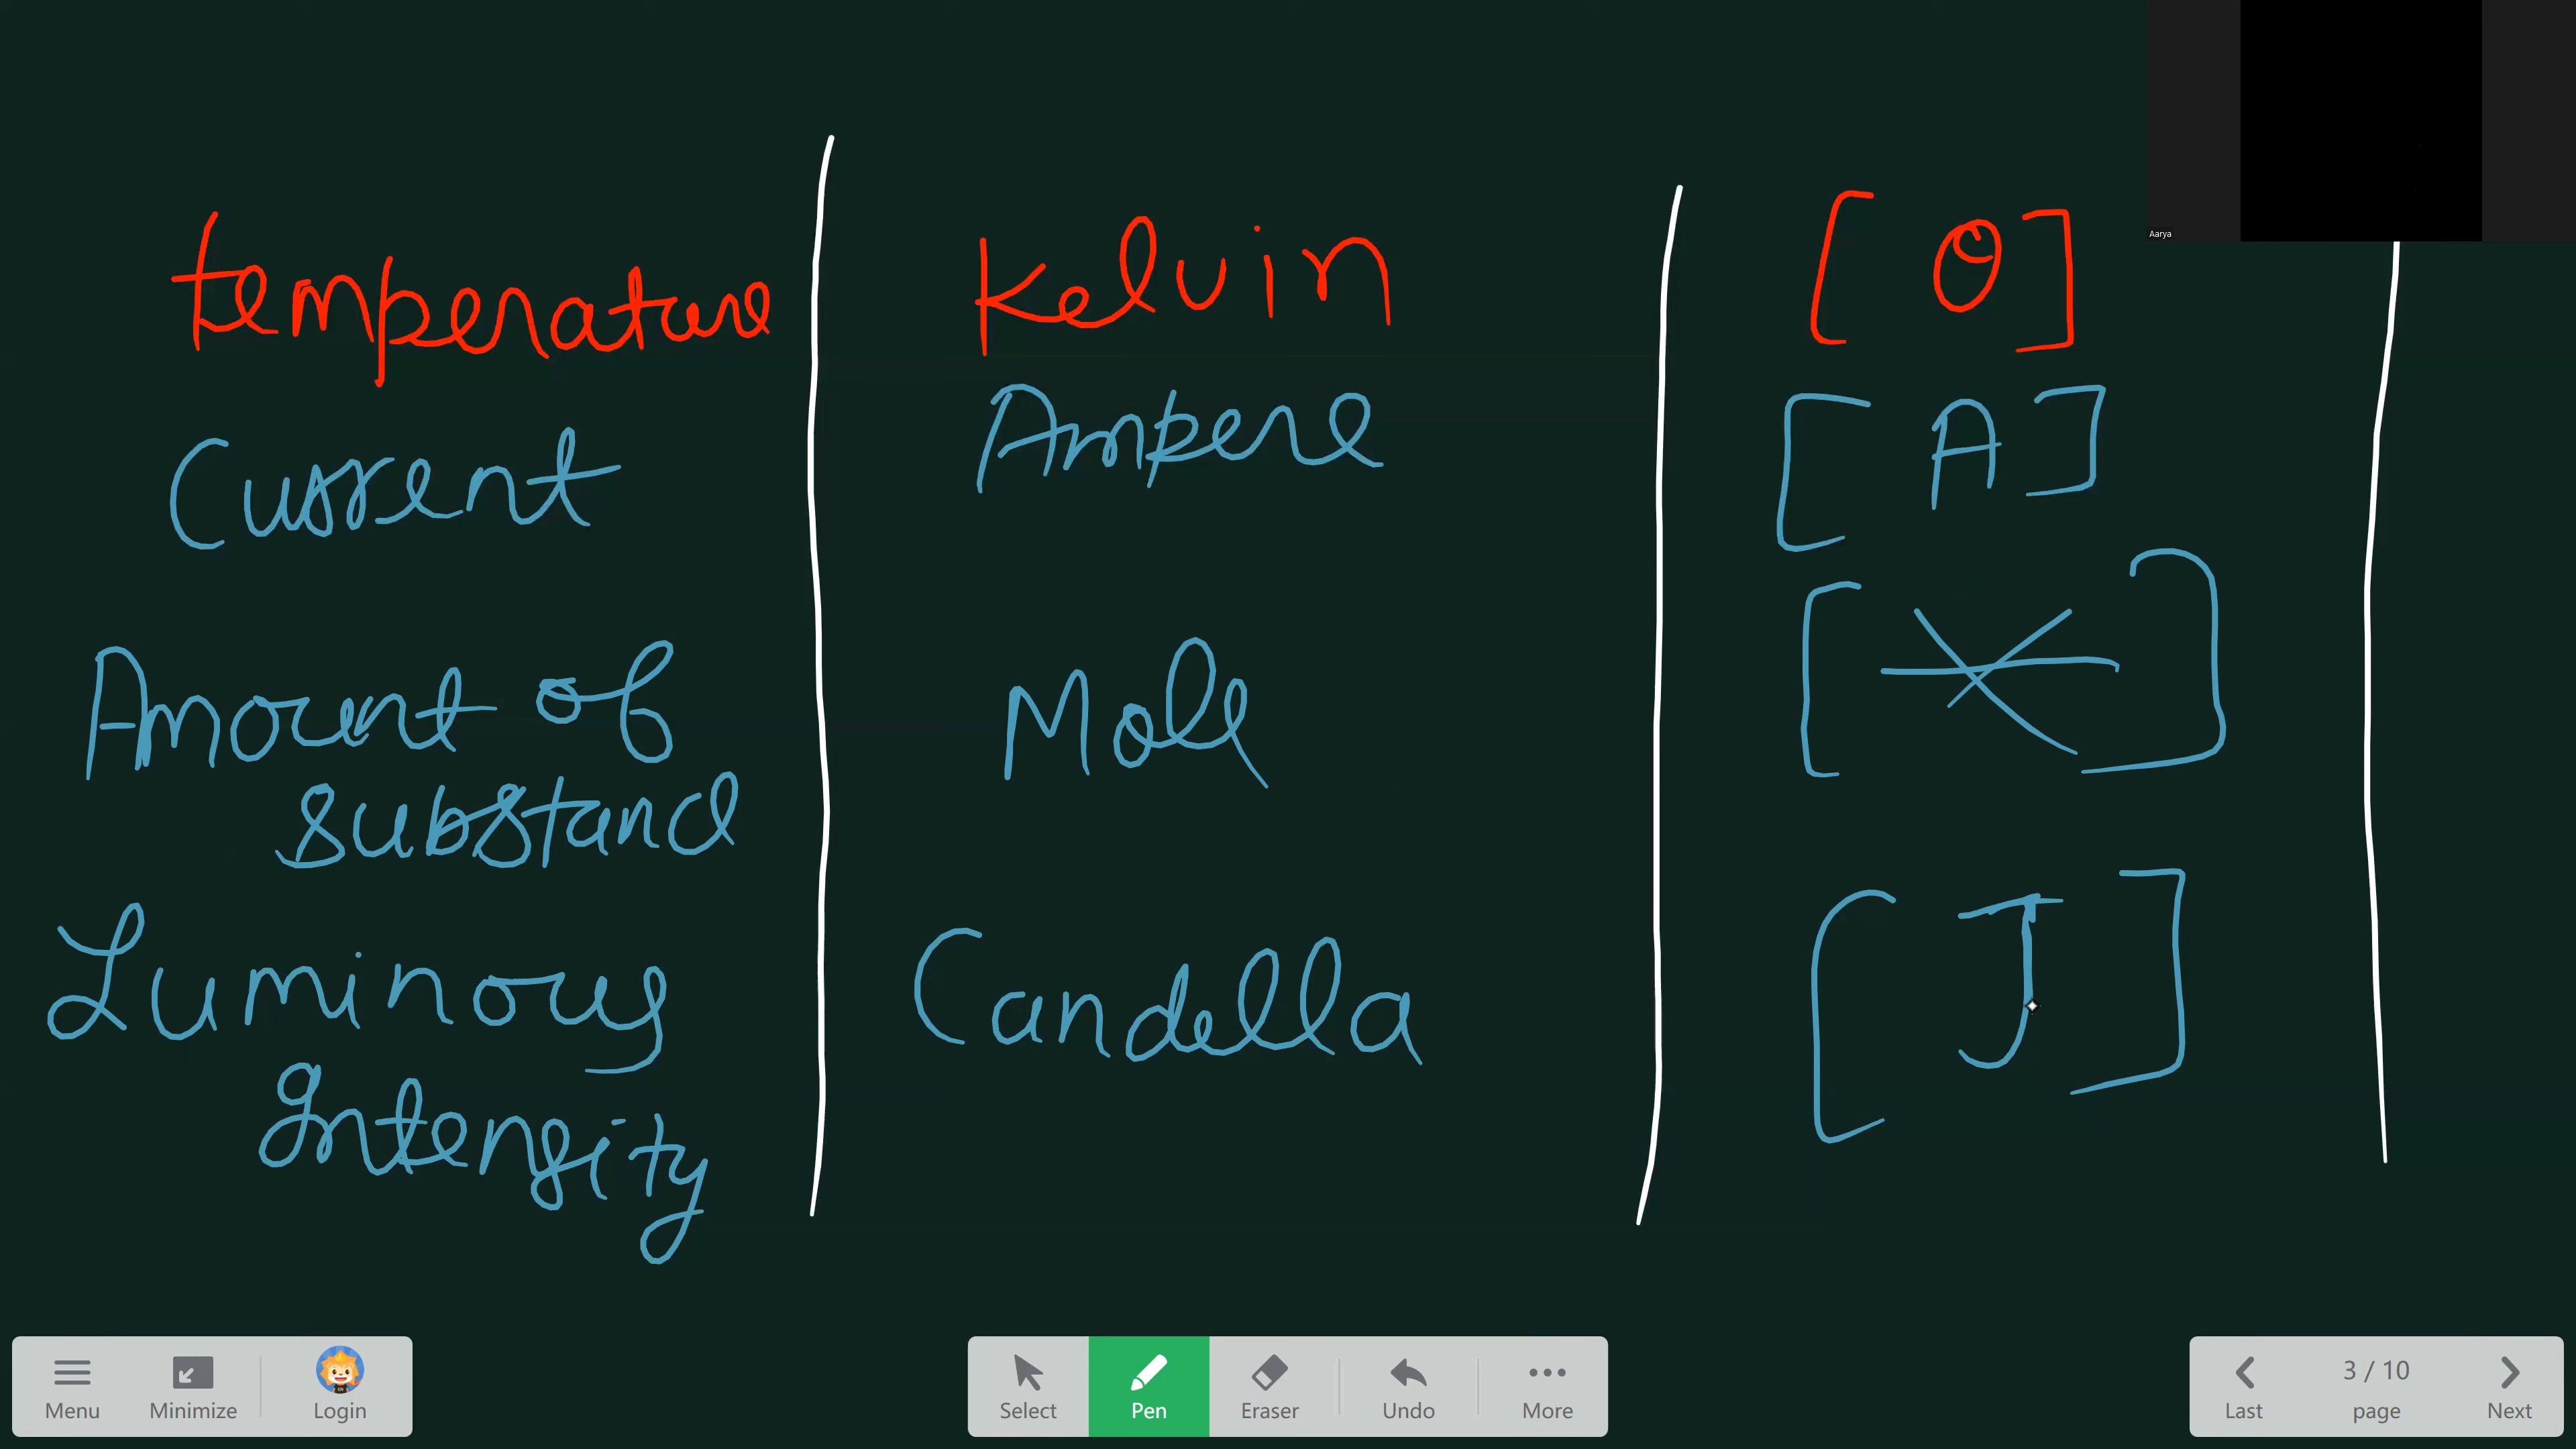 Aarya
temperature Kelvin [ Θ ]
Current Ampere [ A ]
Amount of Mole [ ]
substand
Luminous Candella [ J ]
Intensity
Menu Minimize Login Select Pen Eraser Undo More Last 3 / 10 page Next